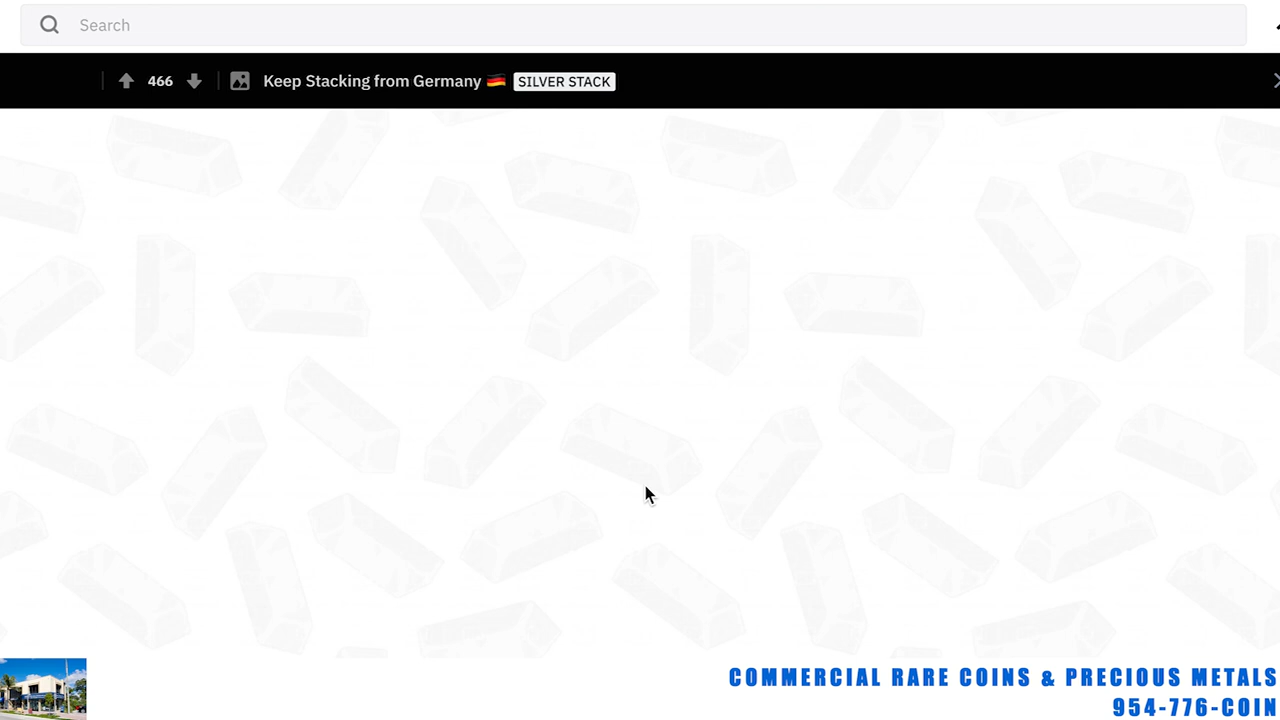 Search
466 Keep Stacking from Germany 🇩🇪 SILVER STACK
COMMERCIAL RARE COINS & PRECIOUS METALS
954-776-COIN